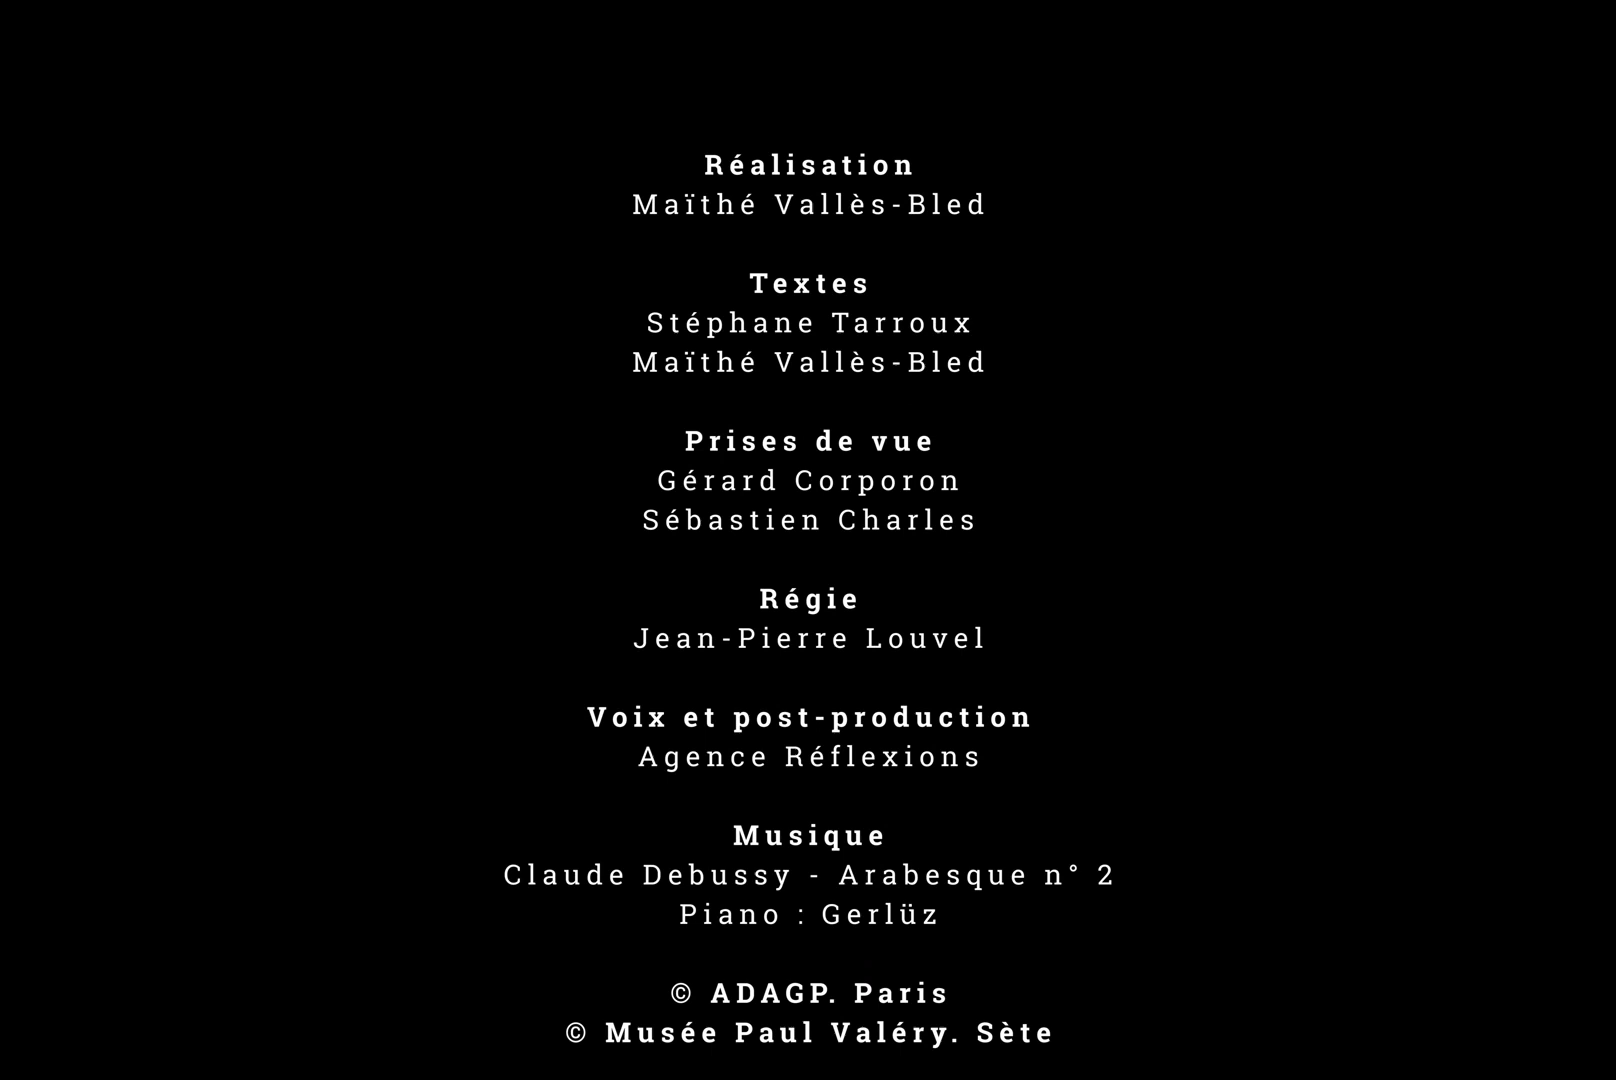 Réalisation
Maïthé Vallès-Bled
Textes
Stéphane Tarroux
Maïthé Vallès-Bled
Prises de vue
Gérard Corporon
Sébastien Charles
Régie
Jean-Pierre Louvel
Voix et post-production
Agence Réflexions
Musique
Claude Debussy - Arabesque n° 2
Piano : Gerlüz
© ADAGP. Paris
© Musée Paul Valéry. Sète